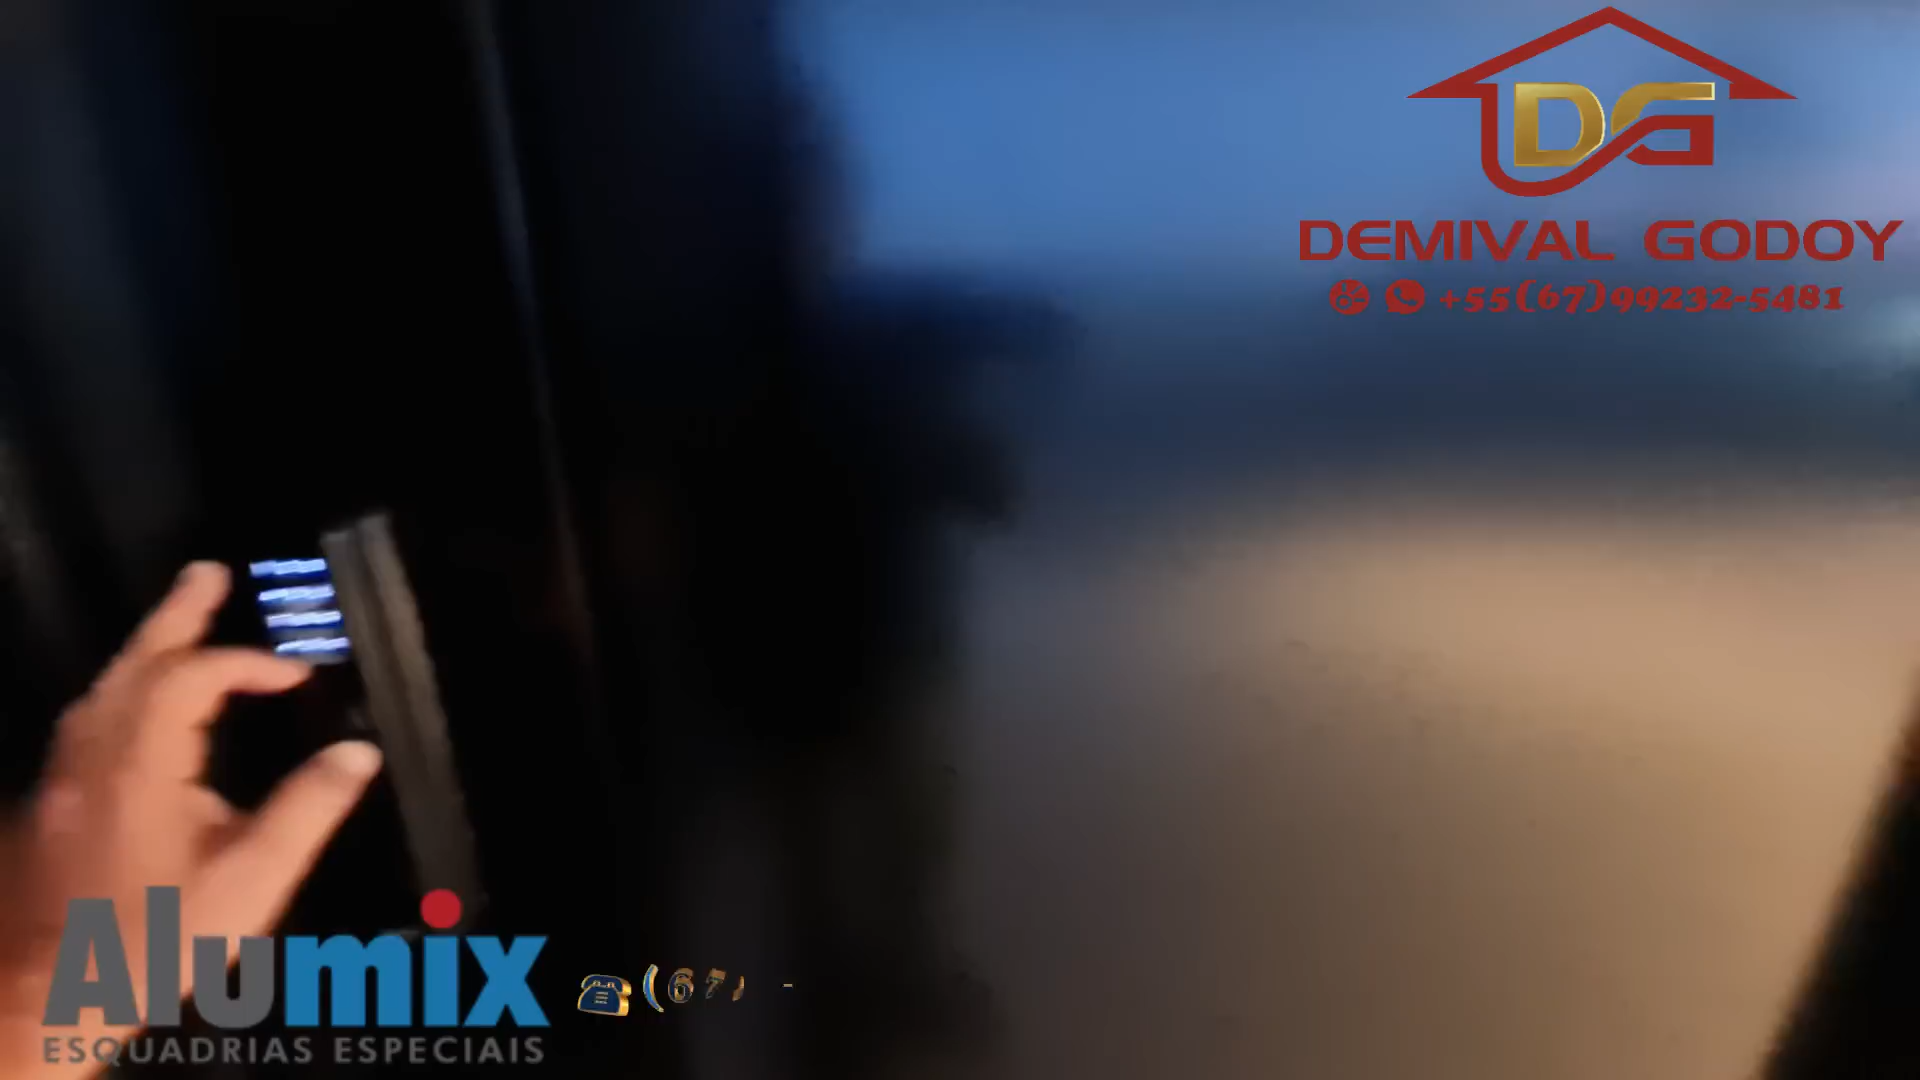 DG
DEMIVAL GODOY
+55(67)99232-5481
Alumix
ESQUADRIAS ESPECIAIS
(67) -